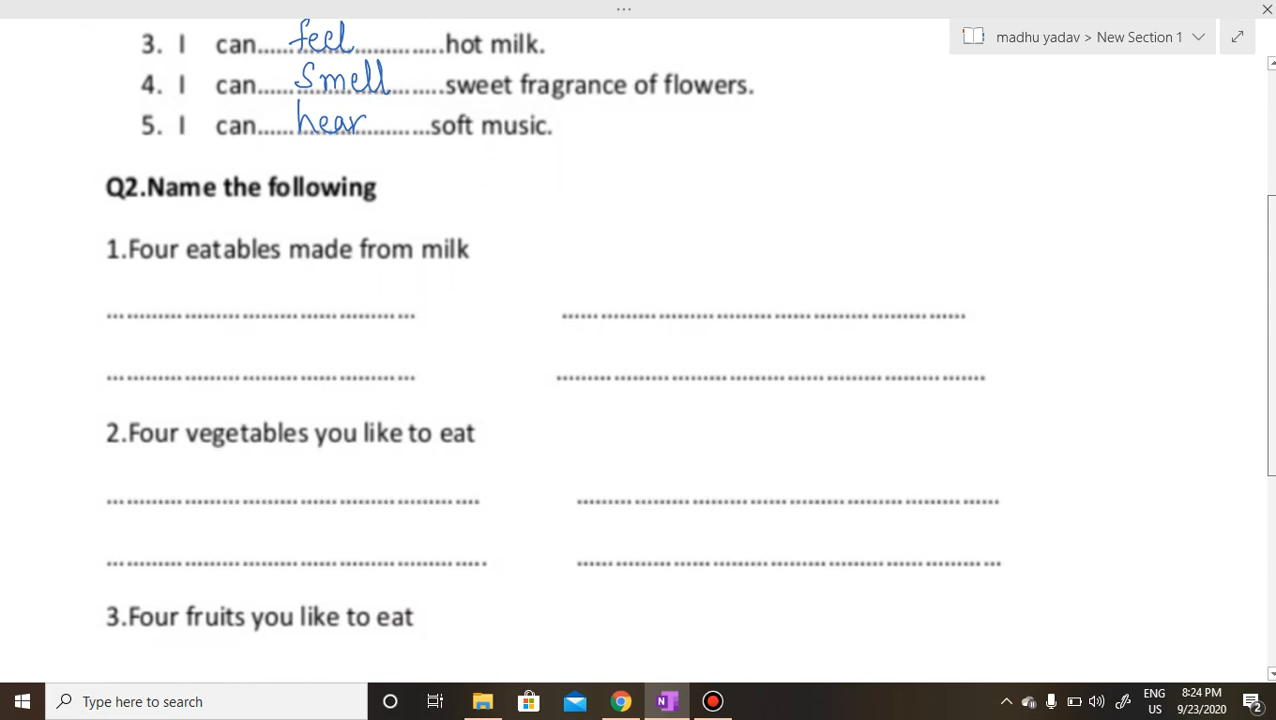 ...
madhu yadav > New Section 1
3. I can......feel...............hot milk.
4. I can......Smell.........sweet fragrance of flowers.
5. I can......hear............soft music.
Q2.Name the following
1.Four eatables made from milk
................................................ ................................................
................................................ ................................................
2.Four vegetables you like to eat
................................................ ................................................
................................................ ................................................
3.Four fruits you like to eat
Type here to search
N
ENG
US
8:24 PM
9/23/2020
2